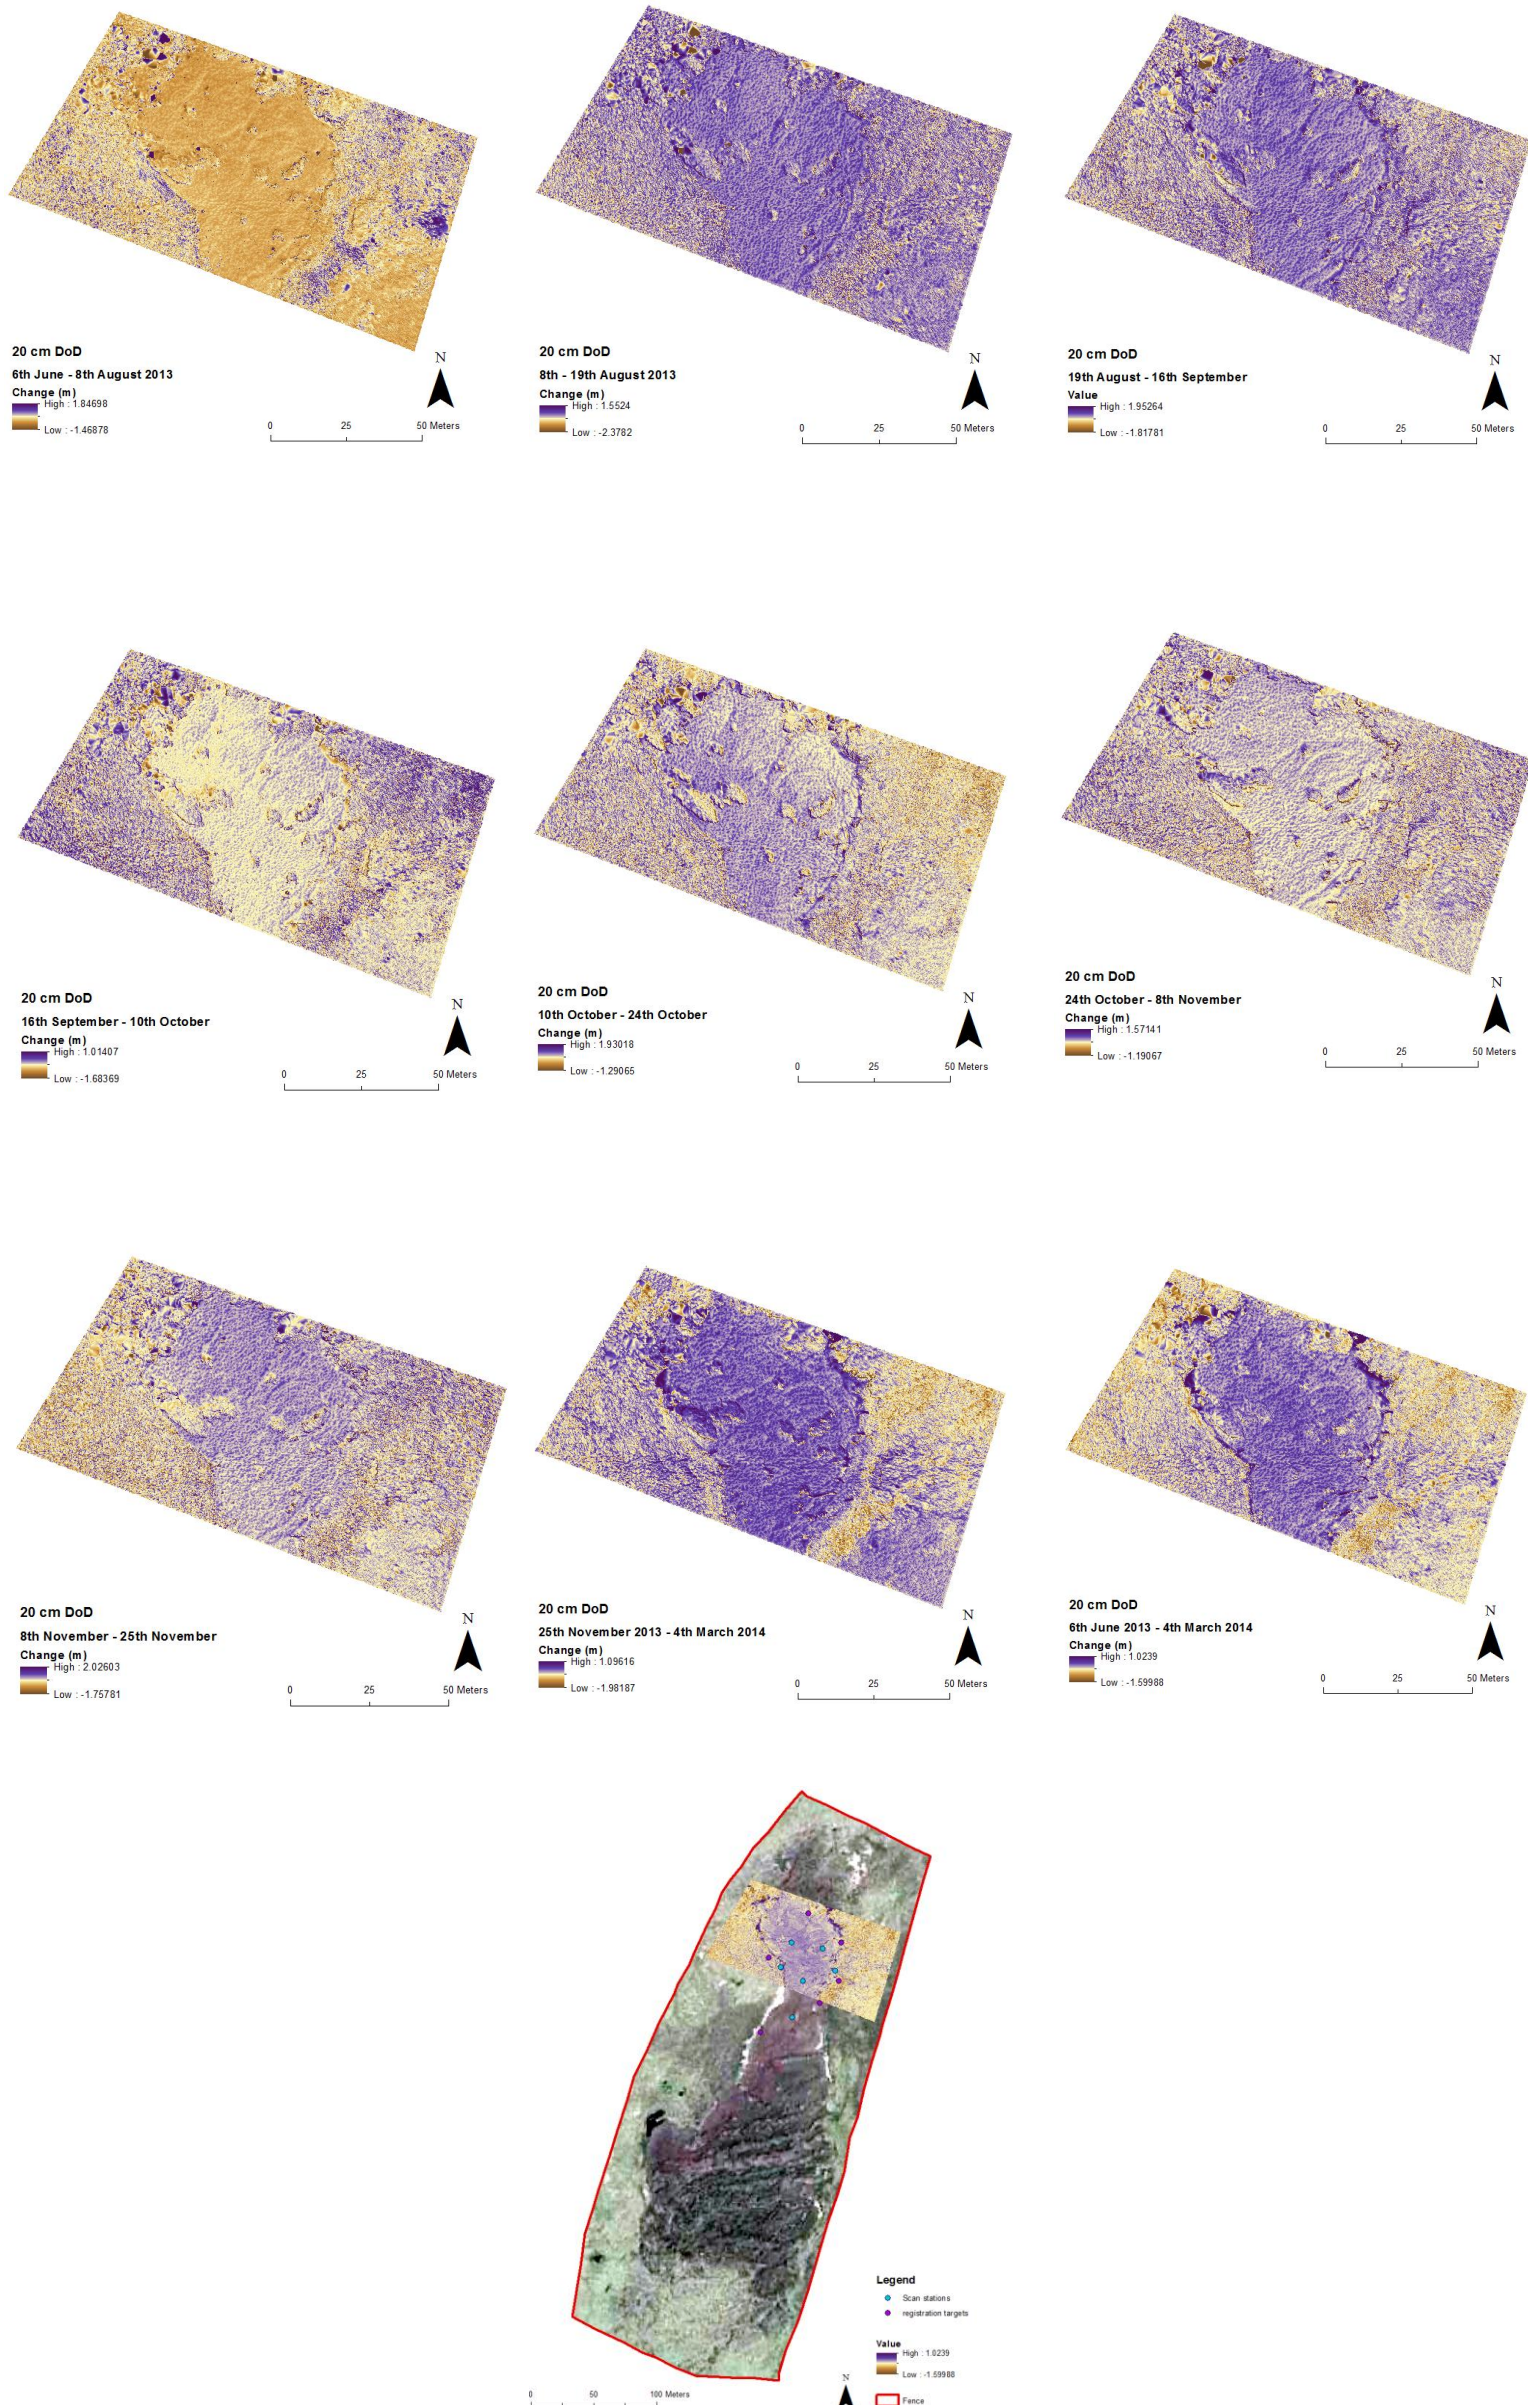 20 cm DoD
6th June - 8th August 2013
Change (m)
High : 1.84698
Low : -1.46878
N
0 25 50 Meters
20 cm DoD
8th - 19th August 2013
Change (m)
High : 1.5524
Low : -2.3782
N
0 25 50 Meters
20 cm DoD
19th August - 16th September
Value
High : 1.95264
Low : -1.81781
N
0 25 50 Meters
20 cm DoD
16th September - 10th October
Change (m)
High : 1.01407
Low : -1.68369
N
0 25 50 Meters
20 cm DoD
10th October - 24th October
Change (m)
High : 1.93018
Low : -1.29065
N
0 25 50 Meters
20 cm DoD
24th October - 8th November
Change (m)
High : 1.57141
Low : -1.19067
N
0 25 50 Meters
20 cm DoD
8th November - 25th November
Change (m)
High : 2.02603
Low : -1.75781
N
0 25 50 Meters
20 cm DoD
25th November 2013 - 4th March 2014
Change (m)
High : 1.09616
Low : -1.98187
N
0 25 50 Meters
20 cm DoD
6th June 2013 - 4th March 2014
Change (m)
High : 1.0239
Low : -1.59988
N
0 25 50 Meters
Legend
Scan stations
registration targets
Value
High : 1.0239
Low : -1.59988
Fence
N
0 50 100 Meters